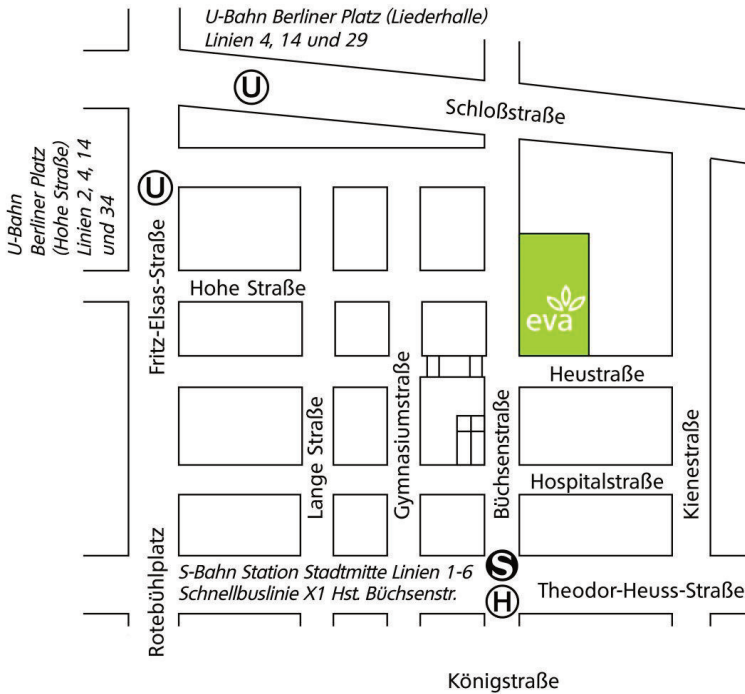 U-Bahn Berliner Platz (Liederhalle)
Linien 4, 14 und 29
U
Schloßstraße
U-Bahn
Berliner Platz
(Hohe Straße)
Linien 2, 4, 14
und 34
U
Fritz-Elsas-Straße
Hohe Straße
eva
Heustraße
Lange Straße
Gymnasiumstraße
Büchsenstraße
Kienestraße
Hospitalstraße
Rotebühlplatz
S-Bahn Station Stadtmitte Linien 1-6
Schnellbuslinie X1 Hst. Büchsenstr.
S
H
Theodor-Heuss-Straße
Königstraße